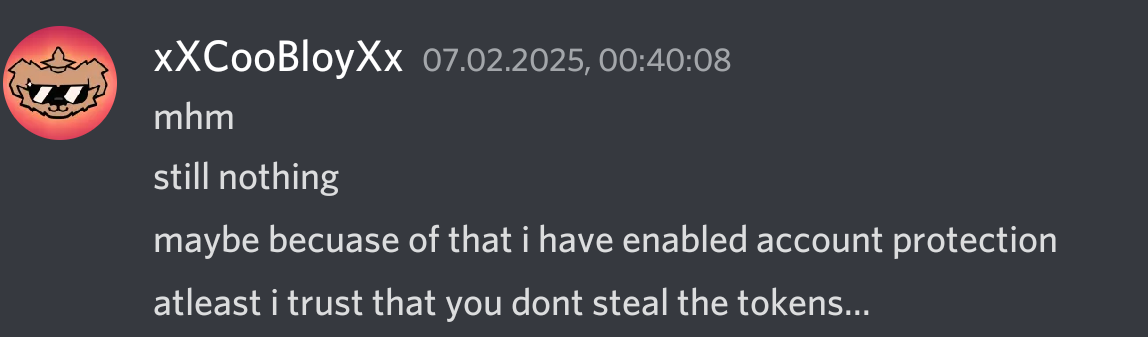 xXCooBloyXx 07.02.2025, 00:40:08
mhm
still nothing
maybe becuase of that i have enabled account protection
atleast i trust that you dont steal the tokens...